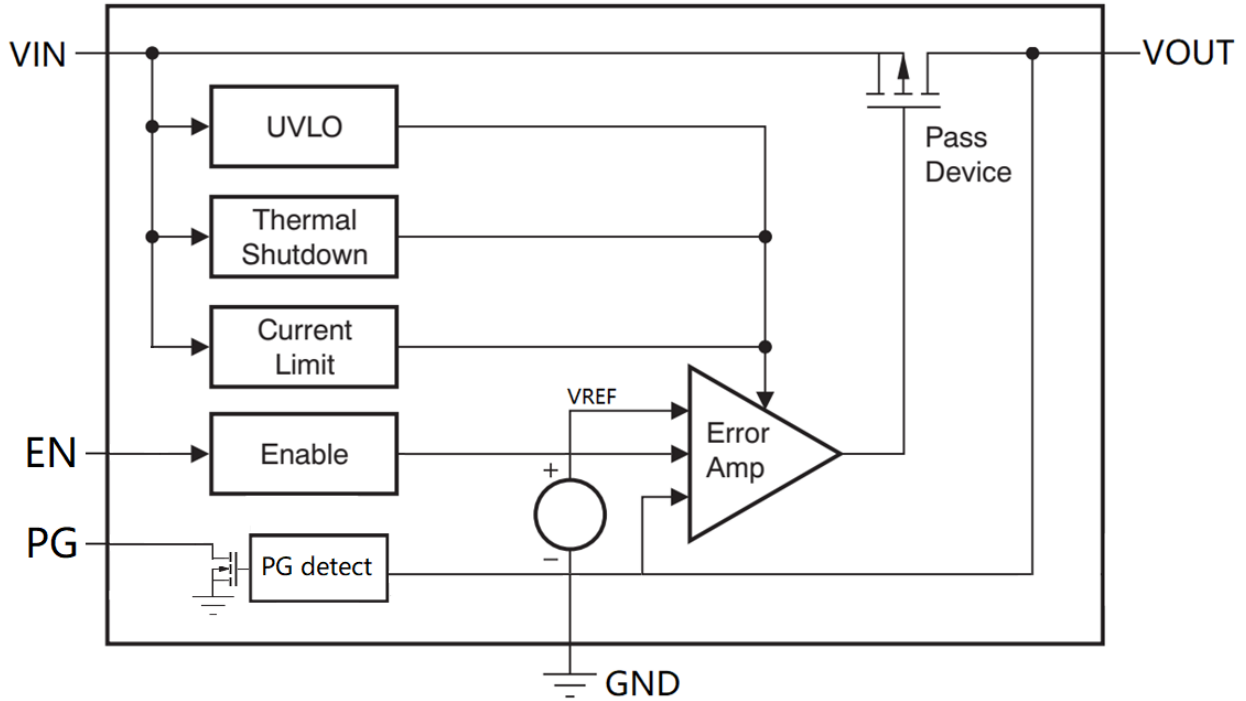 VIN
VOUT
UVLO
Pass
Device
Thermal
Shutdown
Current
Limit
VREF
EN
Enable
Error
Amp
+
PG
PG detect
−
GND